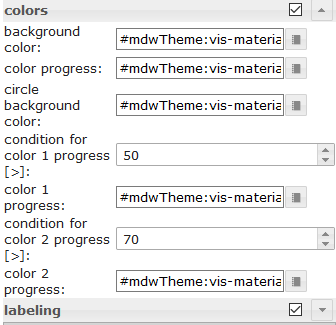 colors
background
color:
#mdwTheme:vis-materia
color progress:
#mdwTheme:vis-materia
circle
background
color:
#mdwTheme:vis-materia
condition for
color 1 progress
[>]:
50
color 1
progress:
#mdwTheme:vis-materia
condition for
color 2 progress
[>]:
70
color 2
progress:
#mdwTheme:vis-materia
labeling